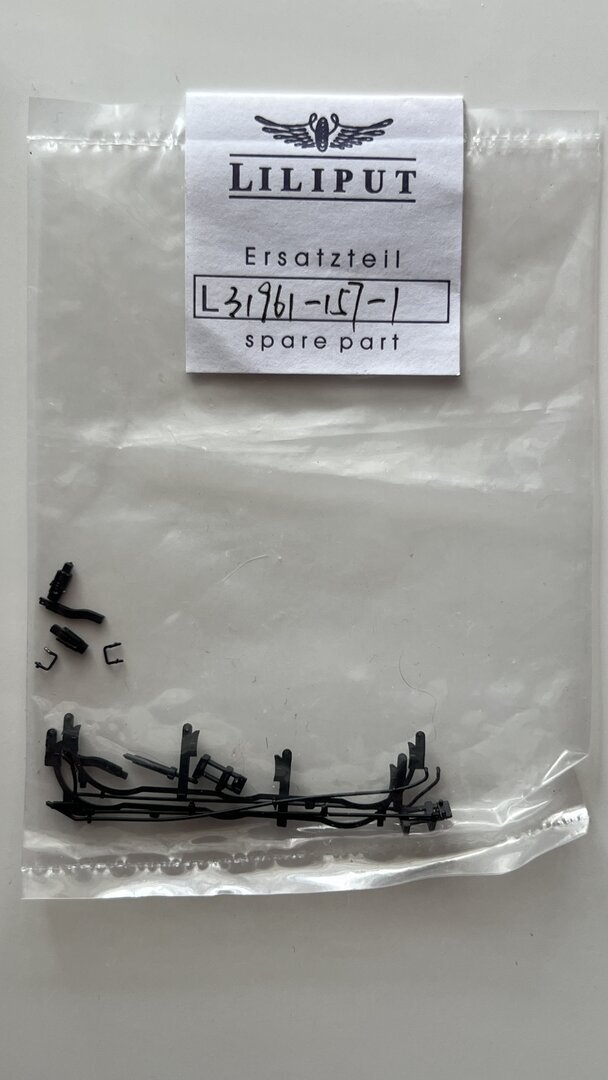 LILIPUT
Ersatzteil
L31961-157-1
spare part